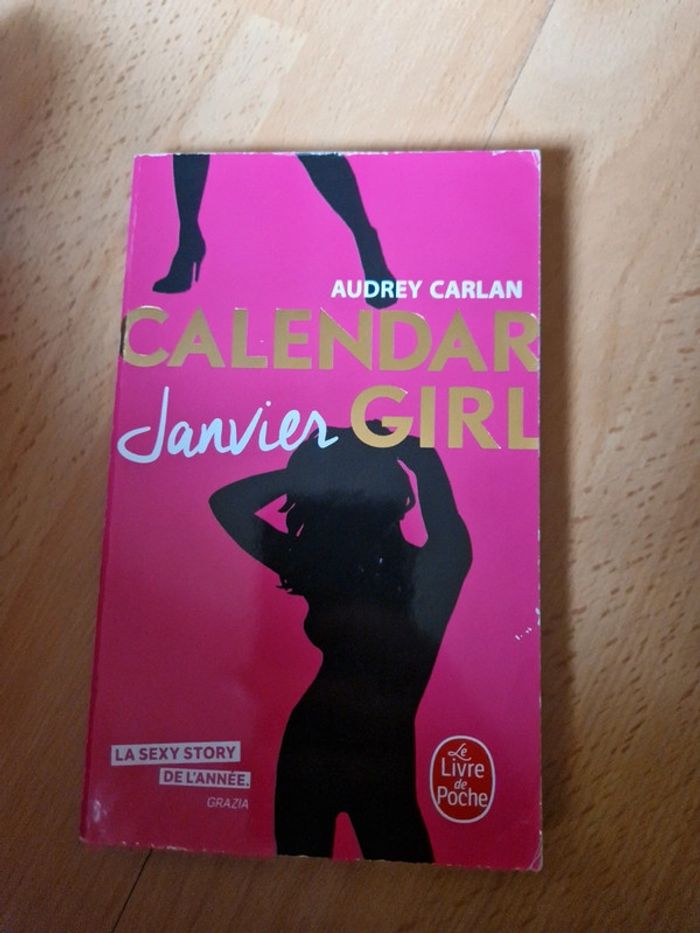 AUDREY CARLAN
CALENDAR
Janvier GIRL
LA SEXY STORY
DE L'ANNÉE.
GRAZIA
Le
Livre
de
Poche